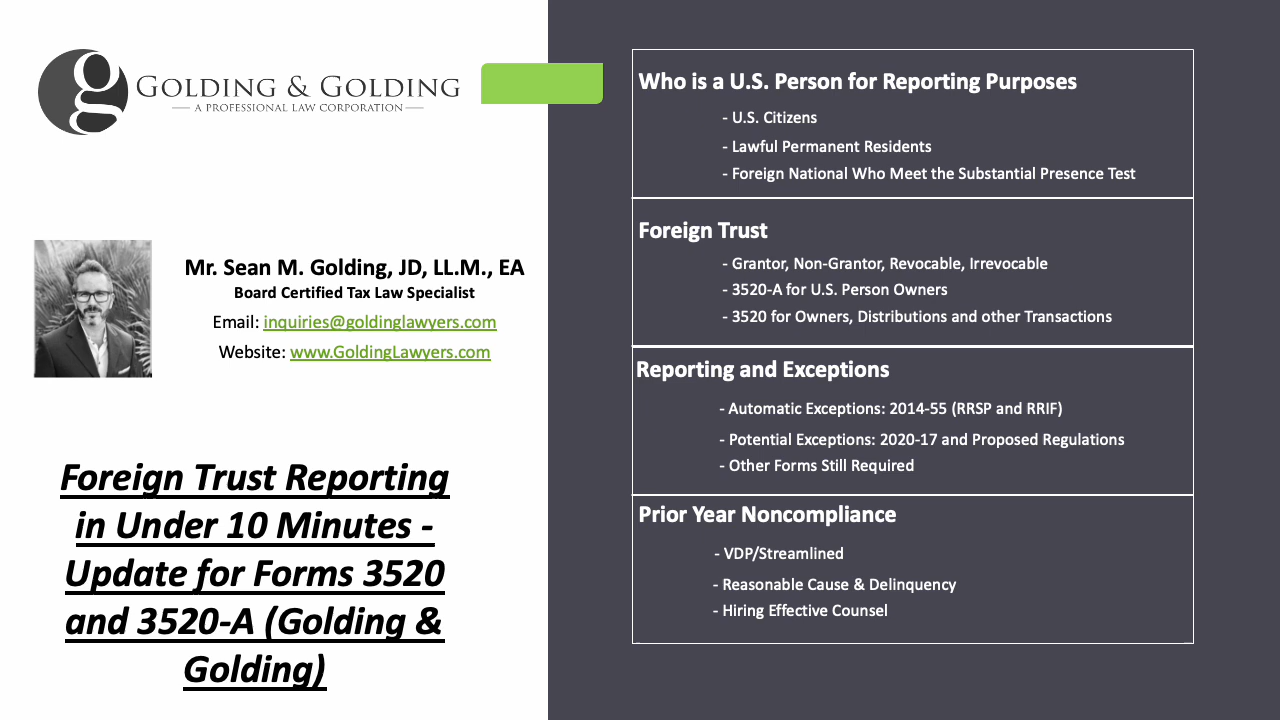 GOLDING & GOLDING
A PROFESSIONAL LAW CORPORATION
Mr. Sean M. Golding, JD, LL.M., EA
Board Certified Tax Law Specialist
Email: inquiries@goldinglawyers.com
Website: www.GoldingLawyers.com
Foreign Trust Reporting
in Under 10 Minutes -
Update for Forms 3520
and 3520-A (Golding &
Golding)
Who is a U.S. Person for Reporting Purposes
- U.S. Citizens
- Lawful Permanent Residents
- Foreign National Who Meet the Substantial Presence Test
Foreign Trust
- Grantor, Non-Grantor, Revocable, Irrevocable
- 3520-A for U.S. Person Owners
- 3520 for Owners, Distributions and other Transactions
Reporting and Exceptions
- Automatic Exceptions: 2014-55 (RRSP and RRIF)
- Potential Exceptions: 2020-17 and Proposed Regulations
- Other Forms Still Required
Prior Year Noncompliance
- VDP/Streamlined
- Reasonable Cause & Delinquency
- Hiring Effective Counsel